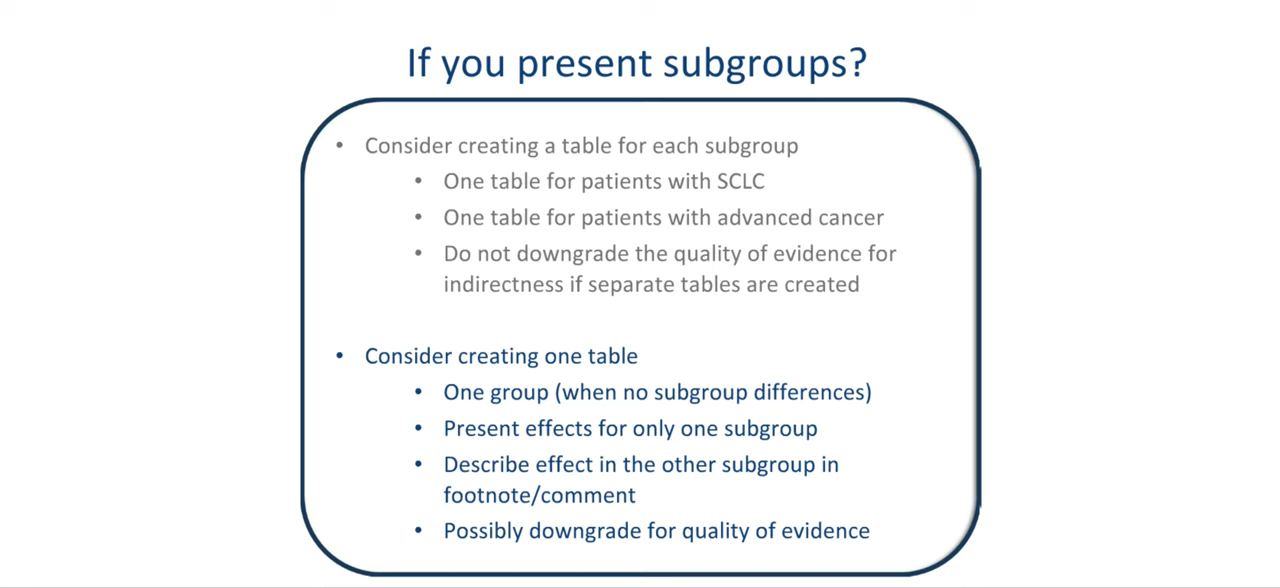 If you present subgroups?
• Consider creating a table for each subgroup
• One table for patients with SCLC
• One table for patients with advanced cancer
• Do not downgrade the quality of evidence for
indirectness if separate tables are created
• Consider creating one table
• One group (when no subgroup differences)
• Present effects for only one subgroup
• Describe effect in the other subgroup in
footnote/comment
• Possibly downgrade for quality of evidence